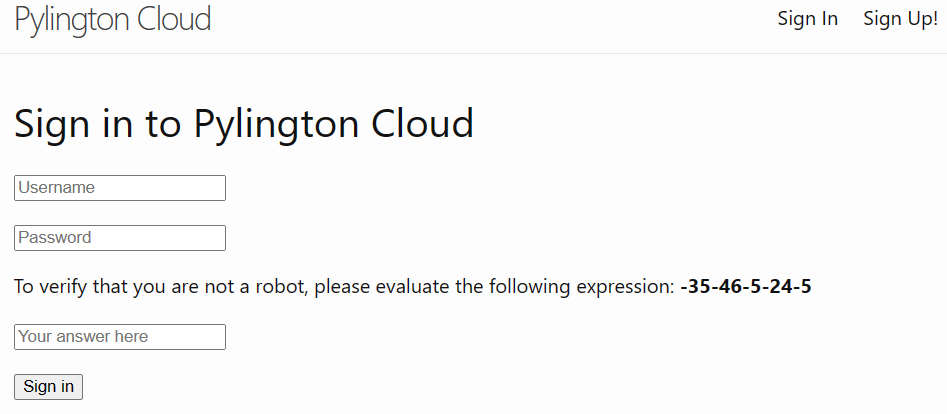 Pylington Cloud Sign In Sign Up!
Sign in to Pylington Cloud
Username
Password
To verify that you are not a robot, please evaluate the following expression: -35-46-5-24-5
Your answer here
Sign in